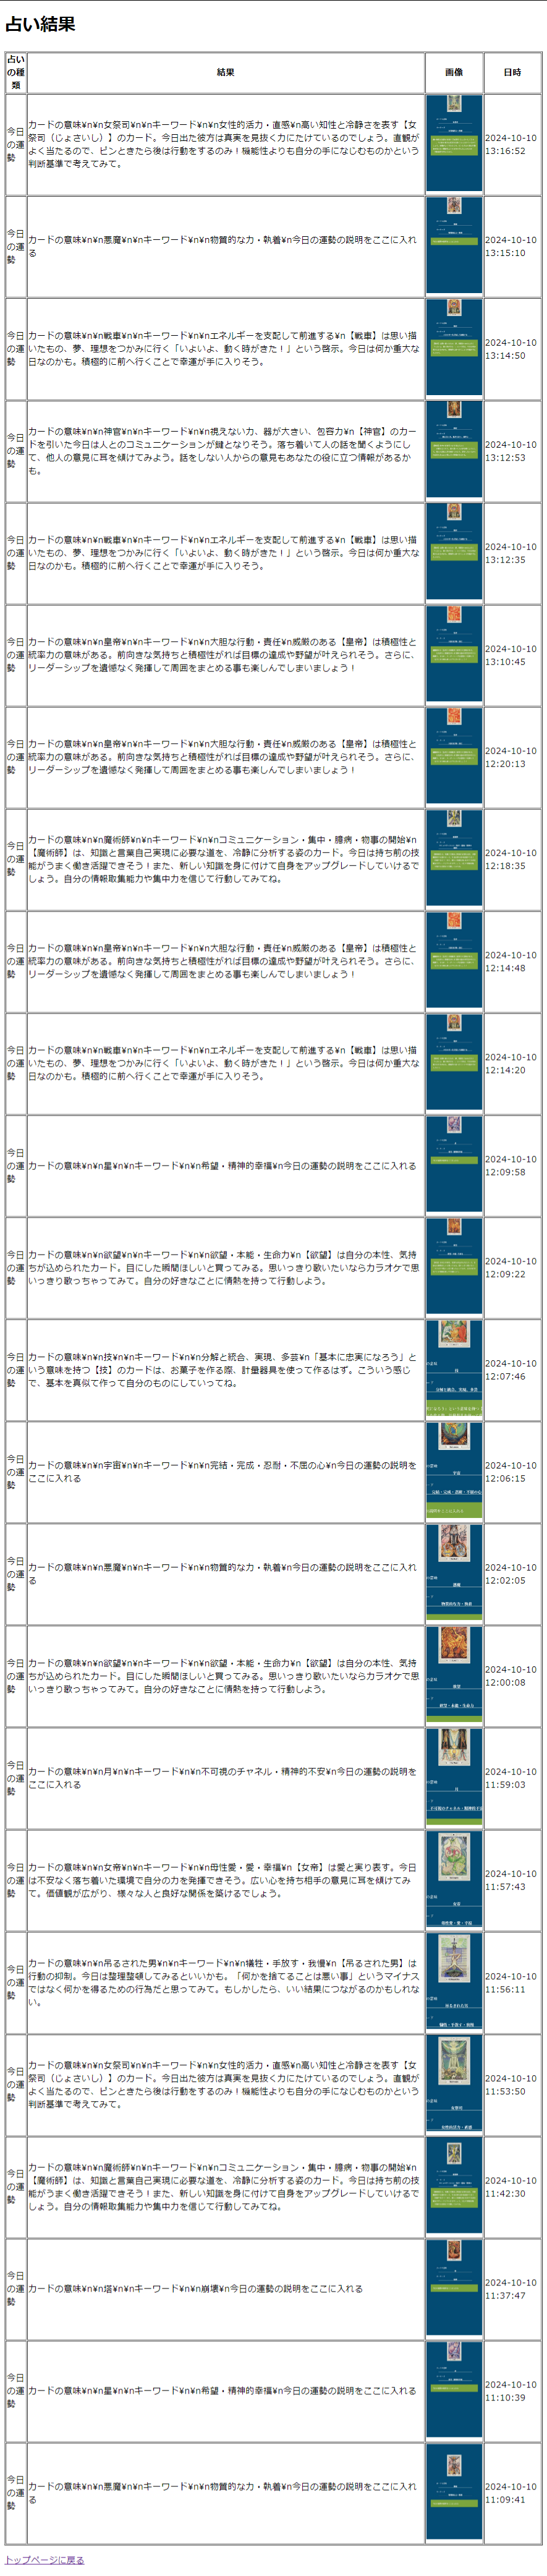 占い結果
占い
の種
類
結果
画像
日時
今日
の運
勢
カードの意味¥n¥n女祭司¥n¥nキーワード¥n¥n女性的活力・直感¥n高い知性と冷静さを表す【女
祭司（じょさいし）】のカード。今日出た彼方は真実を見抜く力にたけているのでしょう。直観が
よく当たるので、ピンときたら後は行動をするのみ！機能性よりも自分の手になじむものかという
判断基準で考えてみて。
2024-10-10
13:16:52
今日
の運
勢
カードの意味¥n¥n悪魔¥n¥nキーワード¥n¥n物質的な力・執着¥n今日の運勢の説明をここに入れ
る
2024-10-10
13:15:10
今日
の運
勢
カードの意味¥n¥n戦車¥n¥nキーワード¥n¥nエネルギーを支配して前進する¥n【戦車】は思い描
いたもの、夢、理想をつかみに行く「いよいよ、動く時がきた！」という啓示。今日は何か重大な
日なのかも。積極的に前へ行くことで幸運が手に入りそう。
2024-10-10
13:14:50
今日
の運
勢
カードの意味¥n¥n神官¥n¥nキーワード¥n¥n視えない力、器が大きい、包容力¥n【神官】のカー
ドを引いた今日は人とのコミュニケーションが鍵となりそう。落ち着いて人の話を聞くようにし
て、他人の意見に耳を傾けてみよう。話をしない人からの意見もあなたの役に立つ情報があるか
も。
2024-10-10
13:12:53
今日
の運
勢
カードの意味¥n¥n戦車¥n¥nキーワード¥n¥nエネルギーを支配して前進する¥n【戦車】は思い描
いたもの、夢、理想をつかみに行く「いよいよ、動く時がきた！」という啓示。今日は何か重大な
日なのかも。積極的に前へ行くことで幸運が手に入りそう。
2024-10-10
13:12:35
今日
の運
勢
カードの意味¥n¥n皇帝¥n¥nキーワード¥n¥n大胆な行動・責任¥n威厳のある【皇帝】は積極性と
統率力の意味がある。前向きな気持ちと積極性がれば目標の達成や野望が叶えられそう。さらに、
リーダーシップを遺憾なく発揮して周囲をまとめる事も楽しんでしまいましょう！
2024-10-10
13:10:45
今日
の運
勢
カードの意味¥n¥n皇帝¥n¥nキーワード¥n¥n大胆な行動・責任¥n威厳のある【皇帝】は積極性と
統率力の意味がある。前向きな気持ちと積極性がれば目標の達成や野望が叶えられそう。さらに、
リーダーシップを遺憾なく発揮して周囲をまとめる事も楽しんでしまいましょう！
2024-10-10
12:20:13
今日
の運
勢
カードの意味¥n¥n魔術師¥n¥nキーワード¥n¥nコミュニケーション・集中・臆病・物事の開始¥n
【魔術師】は、知識と言葉自己実現に必要な道を、冷静に分析する姿のカード。今日は持ち前の技
能がうまく働き活躍できそう！また、新しい知識を身に付けて自身をアップグレードしていけるで
しょう。自分の情報取集能力や集中力を信じて行動してみてね。
2024-10-10
12:18:35
今日
の運
勢
カードの意味¥n¥n皇帝¥n¥nキーワード¥n¥n大胆な行動・責任¥n威厳のある【皇帝】は積極性と
統率力の意味がある。前向きな気持ちと積極性がれば目標の達成や野望が叶えられそう。さらに、
リーダーシップを遺憾なく発揮して周囲をまとめる事も楽しんでしまいましょう！
2024-10-10
12:14:48
今日
の運
勢
カードの意味¥n¥n戦車¥n¥nキーワード¥n¥nエネルギーを支配して前進する¥n【戦車】は思い描
いたもの、夢、理想をつかみに行く「いよいよ、動く時がきた！」という啓示。今日は何か重大な
日なのかも。積極的に前へ行くことで幸運が手に入りそう。
2024-10-10
12:14:20
今日
の運
勢
カードの意味¥n¥n星¥n¥nキーワード¥n¥n希望・精神的幸福¥n今日の運勢の説明をここに入れる
2024-10-10
12:09:58
今日
の運
勢
カードの意味¥n¥n欲望¥n¥nキーワード¥n¥n欲望・本能・生命力¥n【欲望】は自分の本性、気持
ちが込められたカード。目にした瞬間ほしいと買ってみる。思いっきり歌いたいならカラオケで思
いっきり歌っちゃってみて。自分の好きなことに情熱を持って行動しよう。
2024-10-10
12:09:22
今日
の運
勢
カードの意味¥n¥n技¥n¥nキーワード¥n¥n分解と統合、実現、多芸¥n「基本に忠実になろう」と
いう意味を持つ【技】のカードは、お菓子を作る際、計量器具を使って作るはず。こういう感じ
で、基本を真似て作って自分のものにしていってね。
技
分解と統合、実現、多芸
2024-10-10
12:07:46
今日
の運
勢
カードの意味¥n¥n宇宙¥n¥nキーワード¥n¥n完結・完成・忍耐・不屈の心¥n今日の運勢の説明を
ここに入れる
宇宙
完結・完成・忍耐・不屈の心
2024-10-10
12:06:15
今日
の運
勢
カードの意味¥n¥n悪魔¥n¥nキーワード¥n¥n物質的な力・執着¥n今日の運勢の説明をここに入れ
る
の意味
悪魔
物質的な力・執着
2024-10-10
12:02:05
今日
の運
勢
カードの意味¥n¥n欲望¥n¥nキーワード¥n¥n欲望・本能・生命力¥n【欲望】は自分の本性、気持
ちが込められたカード。目にした瞬間ほしいと買ってみる。思いっきり歌いたいならカラオケで思
いっきり歌っちゃってみて。自分の好きなことに情熱を持って行動しよう。
の意味
欲望
欲望・本能・生命力
2024-10-10
12:00:08
今日
の運
勢
カードの意味¥n¥n月¥n¥nキーワード¥n¥n不可視のチャネル・精神的不安¥n今日の運勢の説明を
ここに入れる
の意味
月
2024-10-10
11:59:03
今日
の運
勢
カードの意味¥n¥n女帝¥n¥nキーワード¥n¥n母性愛・愛・幸福¥n【女帝】は愛と実り表す。今日
は不安なく落ち着いた環境で自分の力を発揮できそう。広い心を持ち相手の意見に耳を傾けてみ
て。価値観が広がり、様々な人と良好な関係を築けるでしょう。
の意味
女帝
母性愛・愛・幸福
2024-10-10
11:57:43
今日
の運
勢
カードの意味¥n¥n吊るされた男¥n¥nキーワード¥n¥n犠牲・手放す・我慢¥n【吊るされた男】は
行動の抑制。今日は整理整頓してみるといいかも。「何かを捨てることは悪い事」というマイナス
ではなく何かを得るための行為だと思ってみて。もしかしたら、いい結果につながるのかもしれな
い。
の意味
吊るされた男
犠牲・手放す・我慢
2024-10-10
11:56:11
今日
の運
勢
カードの意味¥n¥n女祭司¥n¥nキーワード¥n¥n女性的活力・直感¥n高い知性と冷静さを表す【女
祭司（じょさいし）】のカード。今日出た彼方は真実を見抜く力にたけているのでしょう。直観が
よく当たるので、ピンときたら後は行動をするのみ！機能性よりも自分の手になじむものかという
判断基準で考えてみて。
の意味
女祭司
女性的活力・直感
2024-10-10
11:53:50
今日
の運
勢
カードの意味¥n¥n魔術師¥n¥nキーワード¥n¥nコミュニケーション・集中・臆病・物事の開始¥n
【魔術師】は、知識と言葉自己実現に必要な道を、冷静に分析する姿のカード。今日は持ち前の技
能がうまく働き活躍できそう！また、新しい知識を身に付けて自身をアップグレードしていけるで
しょう。自分の情報取集能力や集中力を信じて行動してみてね。
2024-10-10
11:42:30
今日
の運
勢
カードの意味¥n¥n塔¥n¥nキーワード¥n¥n崩壊¥n今日の運勢の説明をここに入れる
2024-10-10
11:37:47
今日
の運
勢
カードの意味¥n¥n星¥n¥nキーワード¥n¥n希望・精神的幸福¥n今日の運勢の説明をここに入れる
2024-10-10
11:10:39
今日
の運
勢
カードの意味¥n¥n悪魔¥n¥nキーワード¥n¥n物質的な力・執着¥n今日の運勢の説明をここに入れ
る
2024-10-10
11:09:41
トップページに戻る